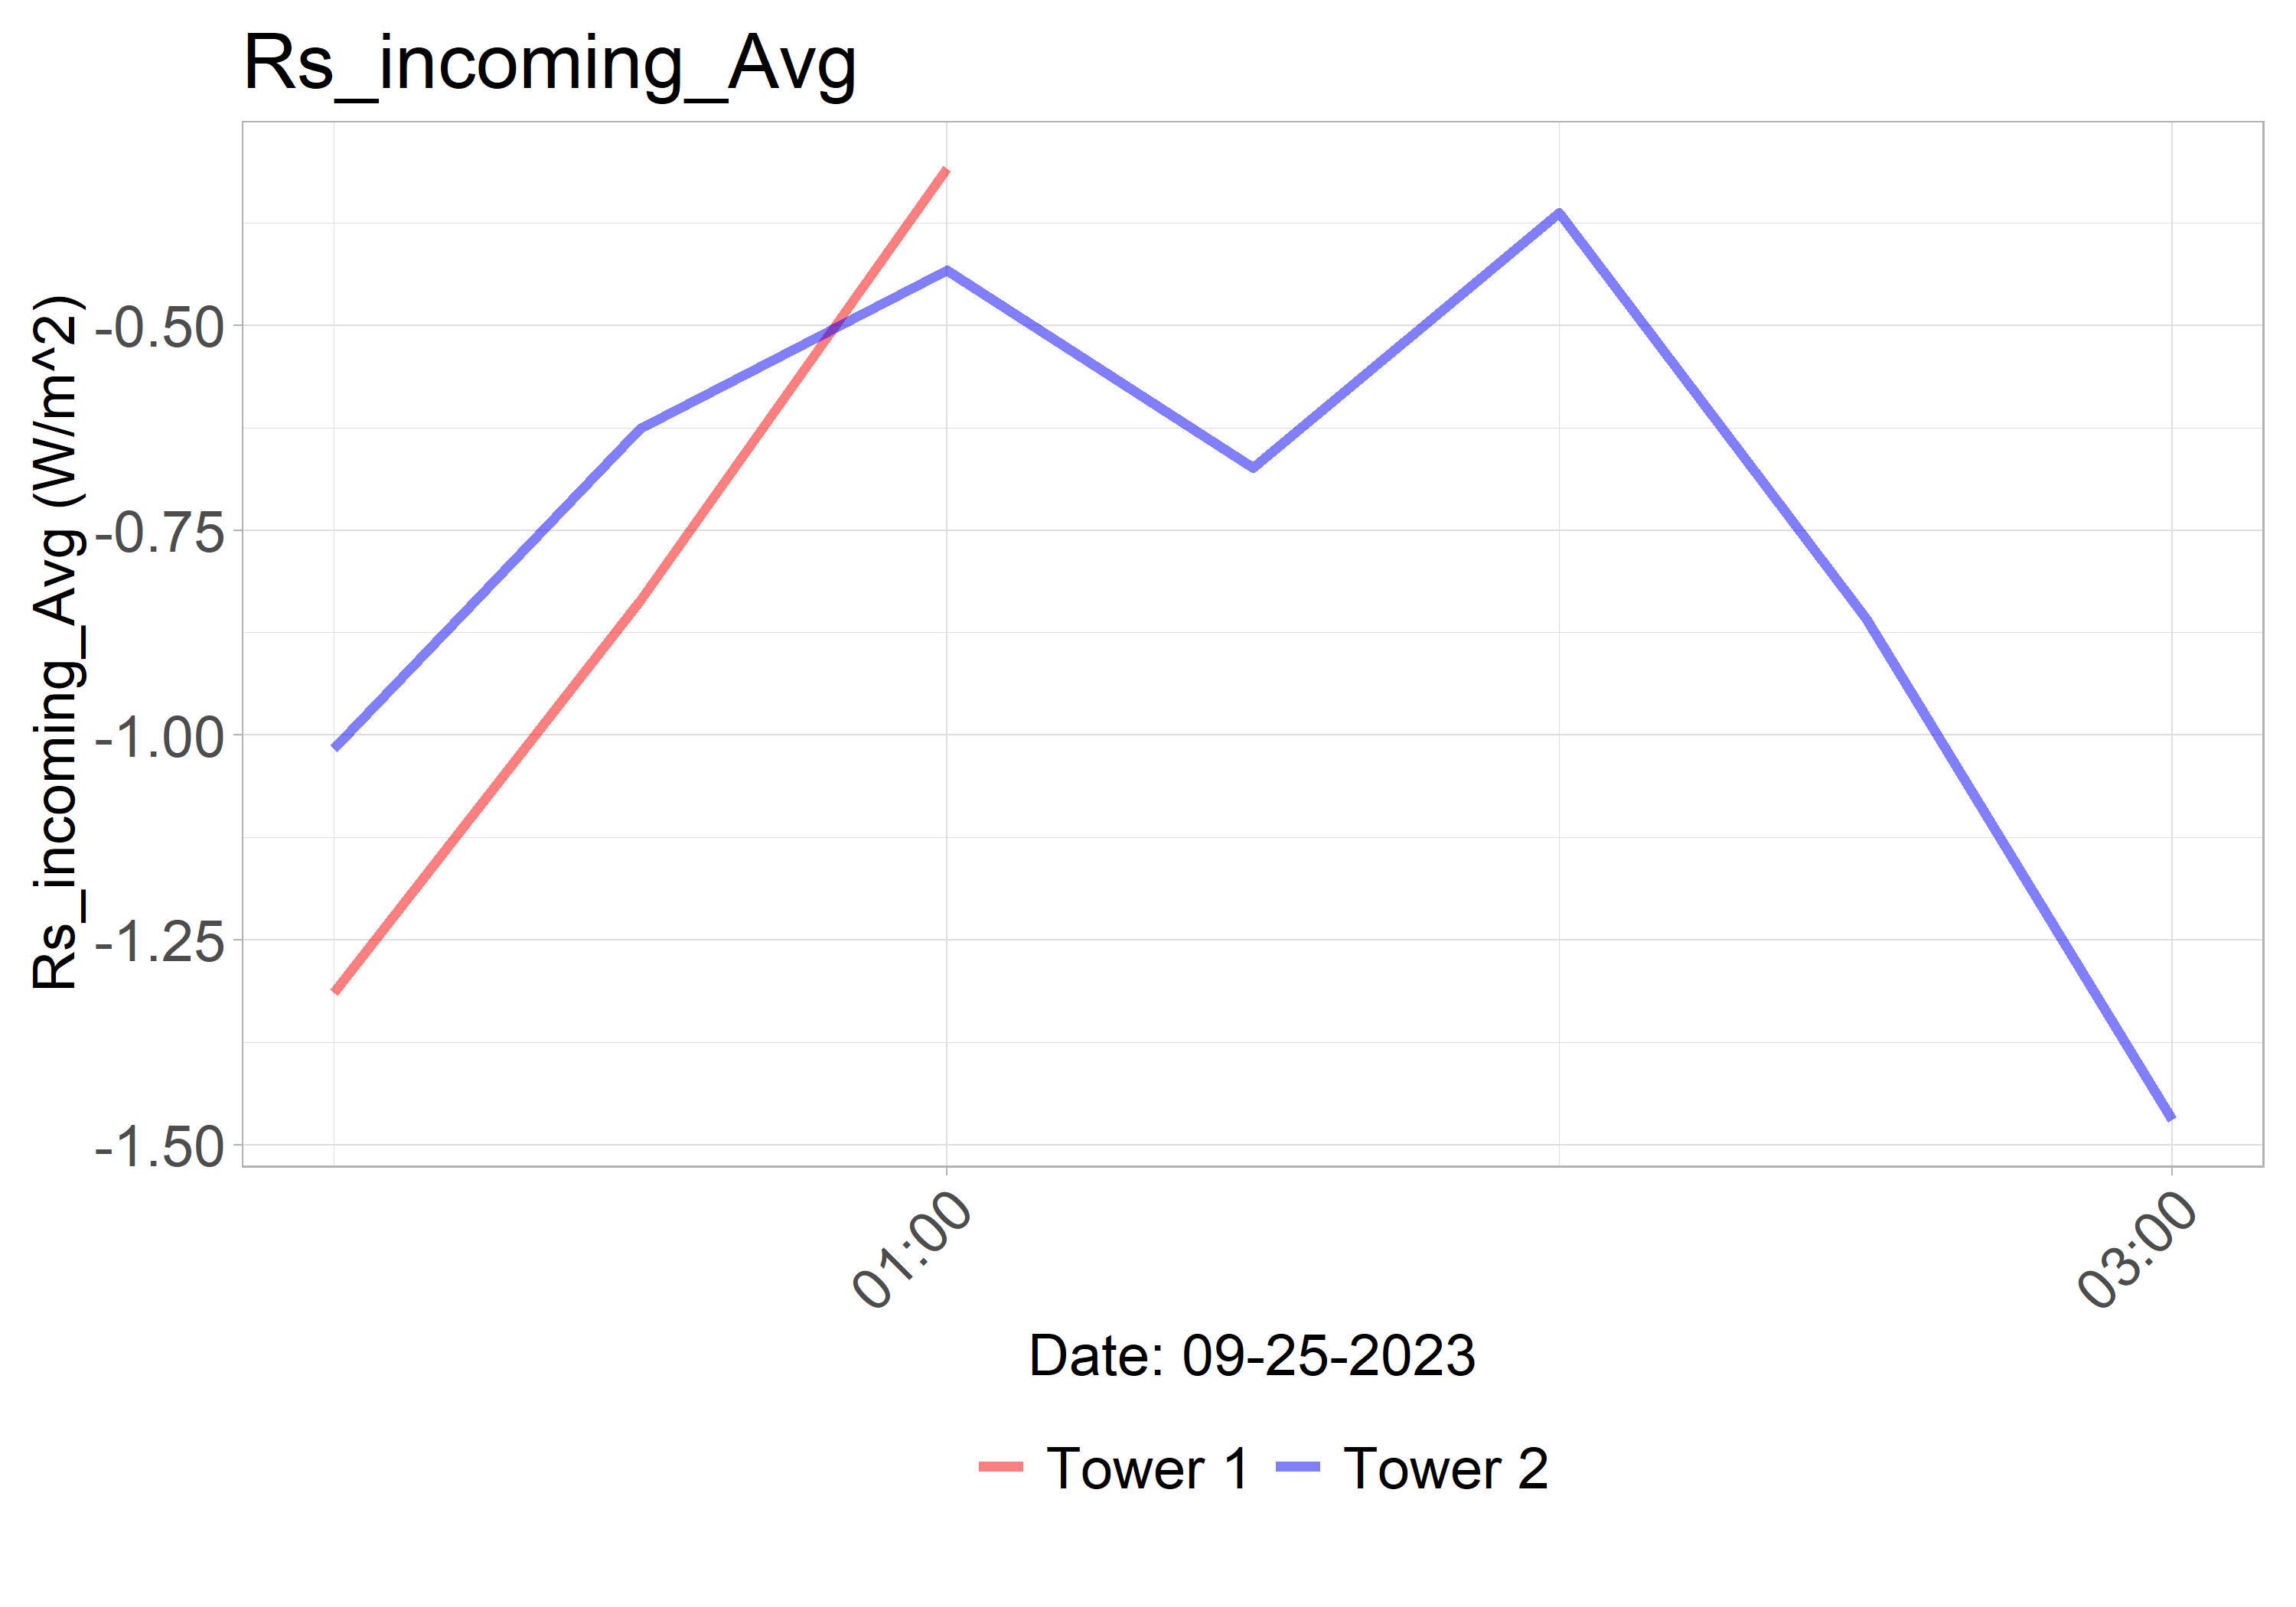 Rs_incoming_Avg
Rs_incoming_Avg (W/m^2)
-0.50
-0.75
-1.00
-1.25
-1.50
01:00
03:00
Date: 09-25-2023
Tower 1
Tower 2